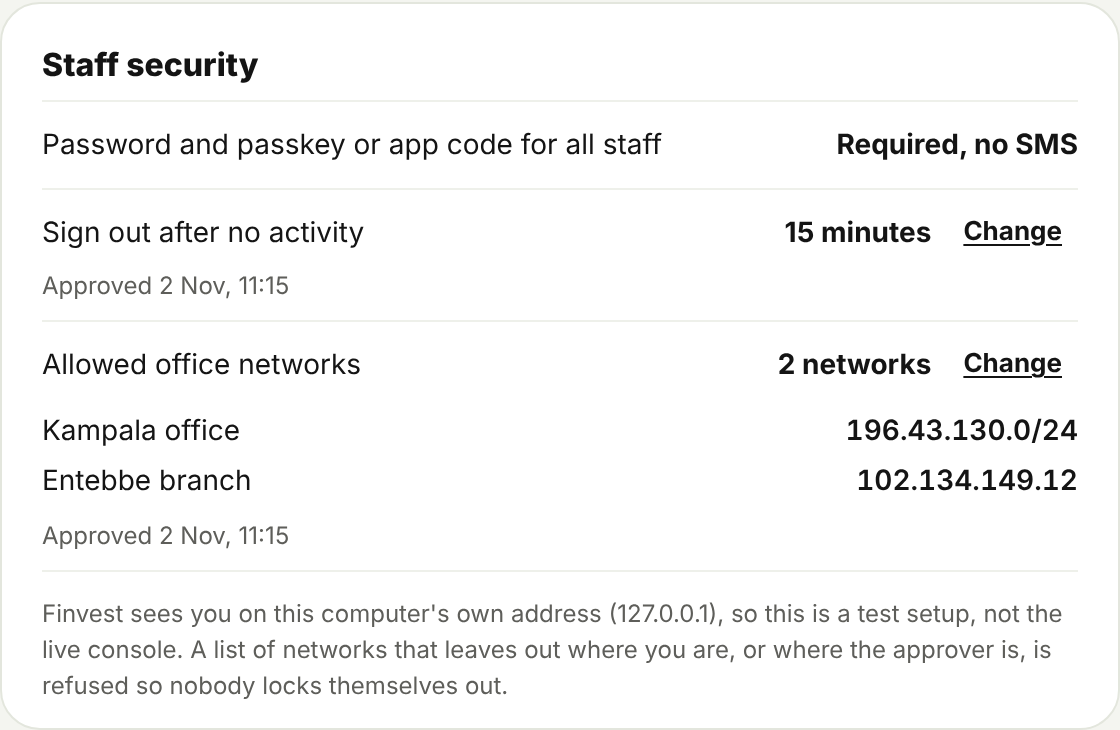 Staff security
Password and passkey or app code for all staff Required, no SMS
Sign out after no activity 15 minutes Change
Approved 2 Nov, 11:15
Allowed office networks 2 networks Change
Kampala office 196.43.130.0/24
Entebbe branch 102.134.149.12
Approved 2 Nov, 11:15
Finvest sees you on this computer's own address (127.0.0.1), so this is a test setup, not the
live console. A list of networks that leaves out where you are, or where the approver is, is
refused so nobody locks themselves out.